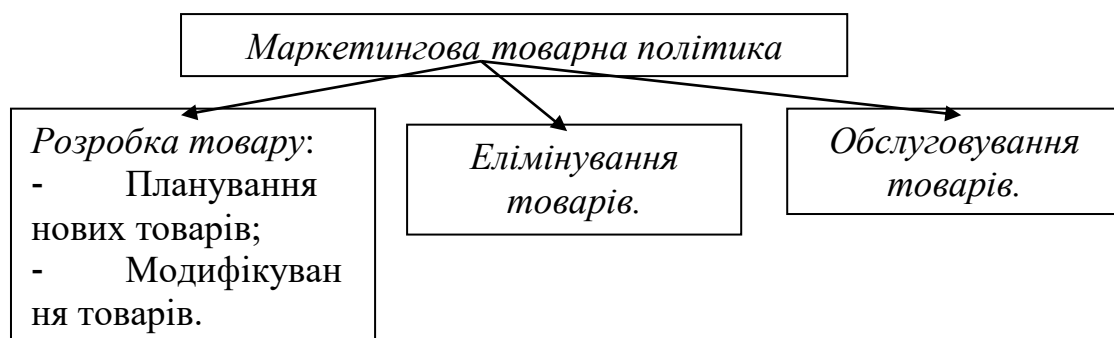 Маркетингова товарна політика
Розробка товару:
- Планування
нових товарів;
- Модифікуван
ня товарів.
Елімінування
товарів.
Обслуговування
товарів.